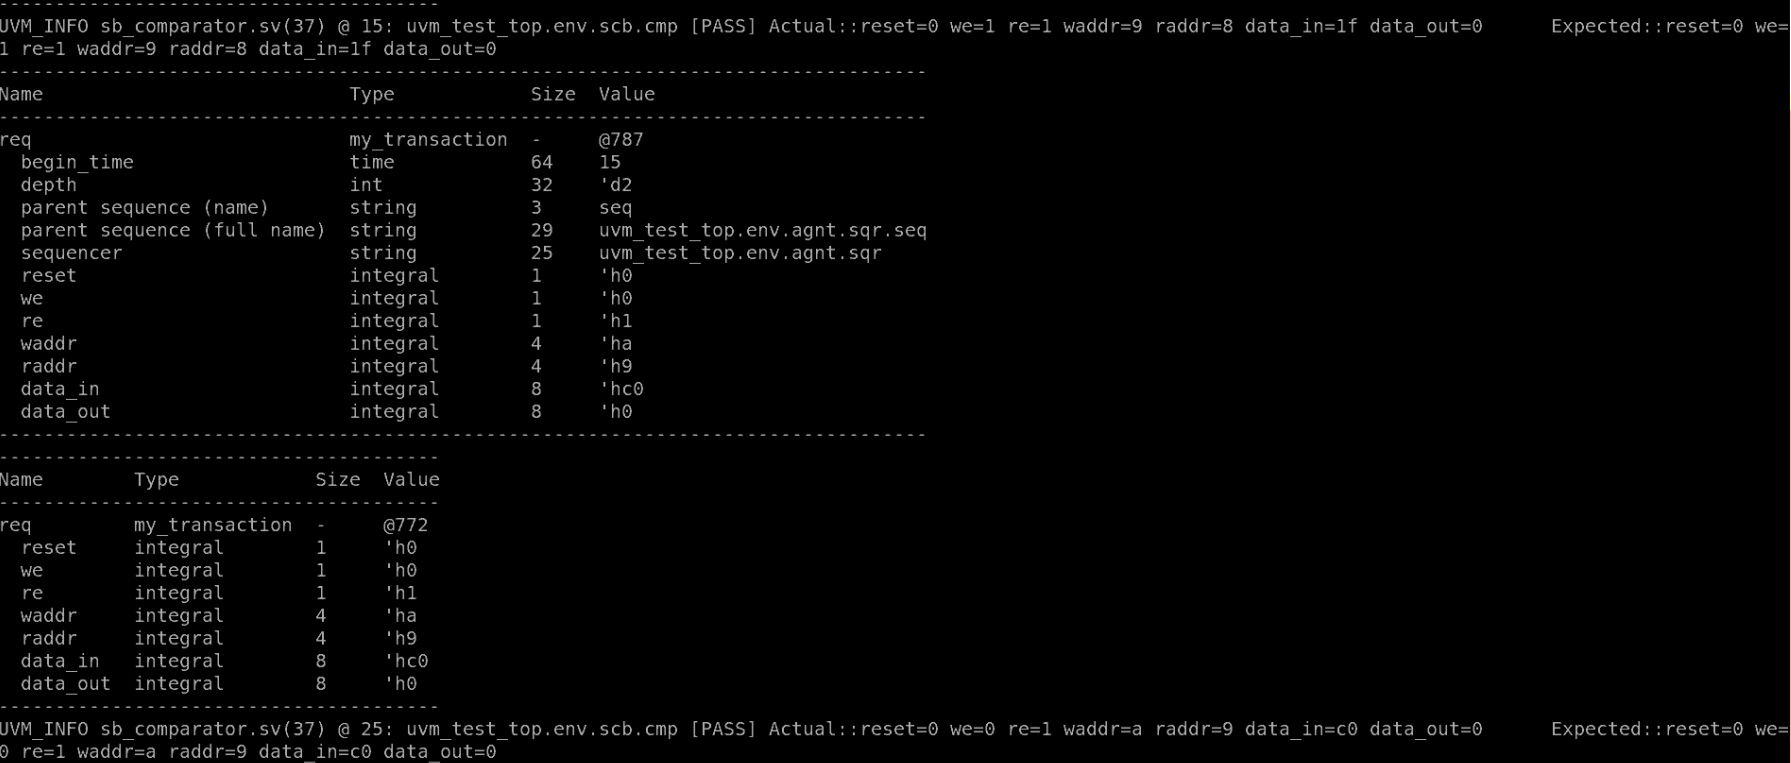 ---------------------------------------
UVM_INFO sb_comparator.sv(37) @ 15: uvm_test_top.env.scb.cmp [PASS] Actual::reset=0 we=1 re=1 waddr=9 raddr=8 data_in=1f data_out=0      Expected::reset=0 we=
1 re=1 waddr=9 raddr=8 data_in=1f data_out=0
----------------------------------------------------------------------------------
Name                           Type            Size  Value
----------------------------------------------------------------------------------
req                            my_transaction  -     @787
  begin_time                   time            64    15
  depth                        int             32    'd2
  parent sequence (name)       string          3     seq
  parent sequence (full name)  string          29    uvm_test_top.env.agnt.sqr.seq
  sequencer                    string          25    uvm_test_top.env.agnt.sqr
  reset                        integral        1     'h0
  we                           integral        1     'h0
  re                           integral        1     'h1
  waddr                        integral        4     'ha
  raddr                        integral        4     'h9
  data_in                      integral        8     'hc0
  data_out                     integral        8     'h0
----------------------------------------------------------------------------------
---------------------------------------
Name        Type            Size  Value
---------------------------------------
req         my_transaction  -     @772
  reset     integral        1     'h0
  we        integral        1     'h0
  re        integral        1     'h1
  waddr     integral        4     'ha
  raddr     integral        4     'h9
  data_in   integral        8     'hc0
  data_out  integral        8     'h0
---------------------------------------
UVM_INFO sb_comparator.sv(37) @ 25: uvm_test_top.env.scb.cmp [PASS] Actual::reset=0 we=0 re=1 waddr=a raddr=9 data_in=c0 data_out=0      Expected::reset=0 we=
0 re=1 waddr=a raddr=9 data_in=c0 data_out=0